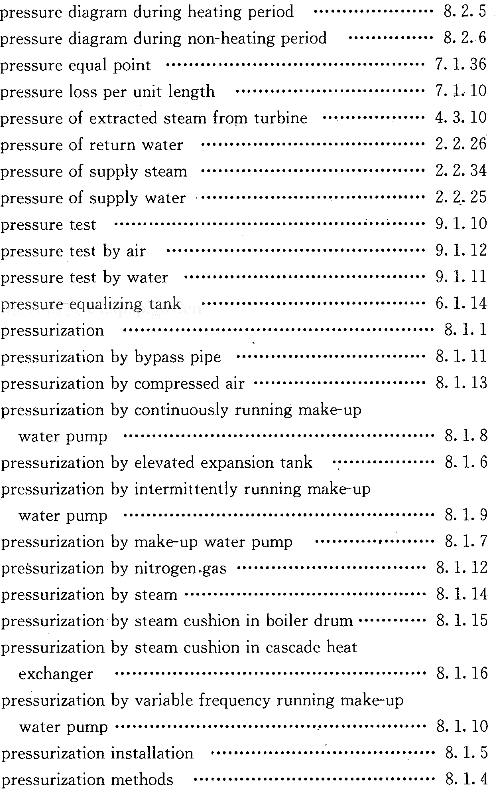 pressure diagram during heating period ·················· 8. 2. 5
pressure diagram during non-heating period ············· 8. 2. 6
pressure equal point ······································· 7. 1. 36
pressure loss per unit length ····························· 7. 1. 10
pressure of extracted steam from turbine ················ 4. 3. 10
pressure of return water ·································· 2. 2. 26
pressure of supply steam ·································· 2. 2. 34
pressure of supply water ·································· 2. 2. 25
pressure test ··············································· 9. 1. 10
pressure test by air ······································· 9. 1. 12
pressure test by water ····································· 9. 1. 11
pressure equalizing tank ·································· 6. 1. 14
pressurization ··············································· 8. 1. 1
pressurization by bypass pipe ····························· 8. 1. 11
pressurization by compressed air ·························· 8. 1. 13
pressurization by continuously running make-up
water pump ··············································· 8. 1. 8
pressurization by elevated expansion tank ················ 8. 1. 6
pressurization by intermittently running make-up
water pump ··············································· 8. 1. 9
pressurization by make-up water pump ·················· 8. 1. 7
pressurization by nitrogen gas ····························· 8. 1. 12
pressurization by steam ····································· 8. 1. 14
pressurization by steam cushion in boiler drum ··········· 8. 1. 15
pressurization by steam cushion in cascade heat
exchanger ··············································· 8. 1. 16
pressurization by variable frequency running make-up
water pump ··············································· 8. 1. 10
pressurization installation ·································· 8. 1. 5
pressurization methods ····································· 8. 1. 4